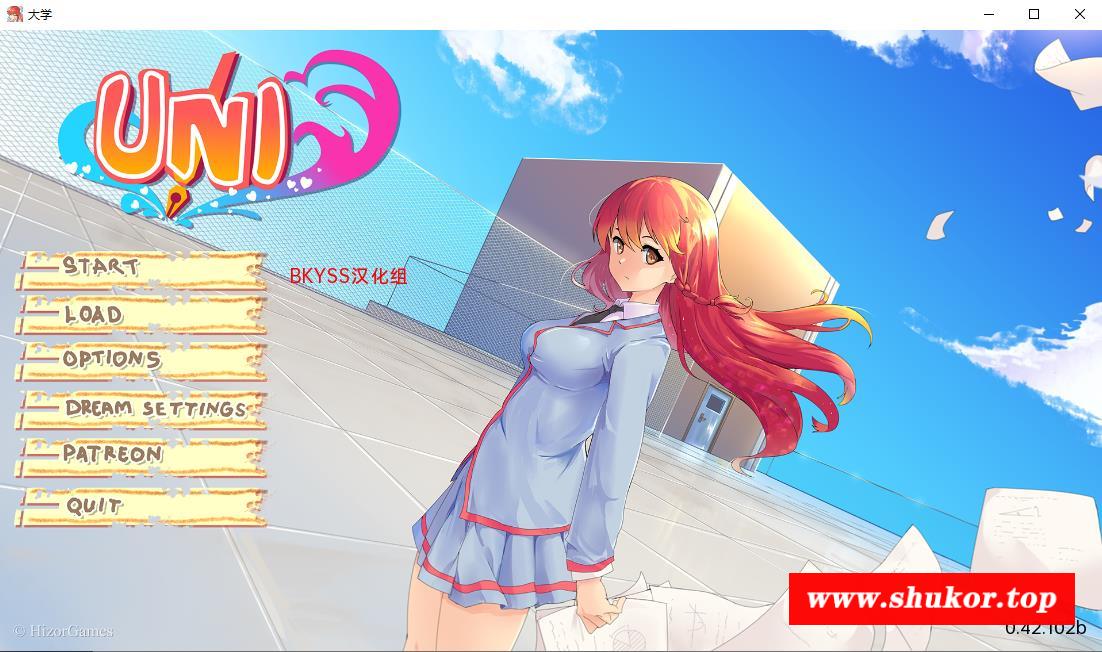 大学
UNI
START
BKYSS汉化组
LOAD
OPTIONS
DREAM SETTINGS
PATREON
QUIT
www.shukor.top
© HizorGames
0.42.102b